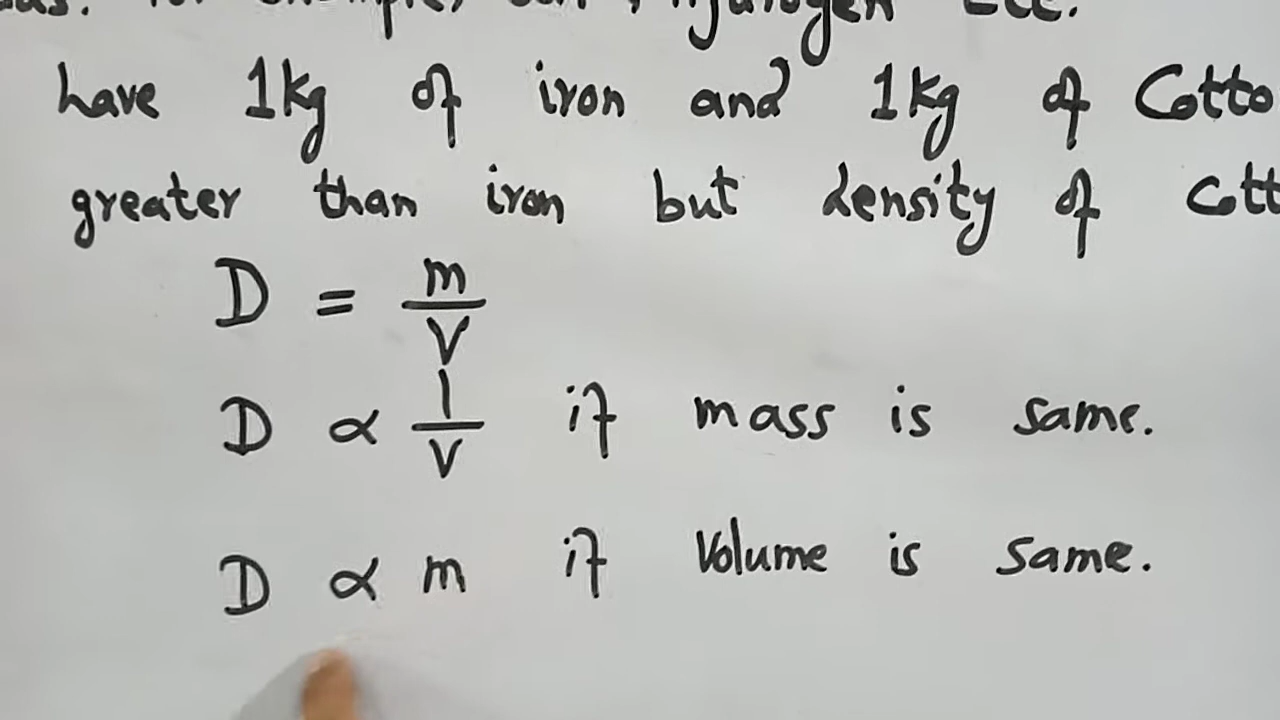 have 1kg of iron and 1kg of Cotto
greater than iron but density of Cott
D = m/V
D ∝ 1/V if mass is same.
D ∝ m if Volume is same.